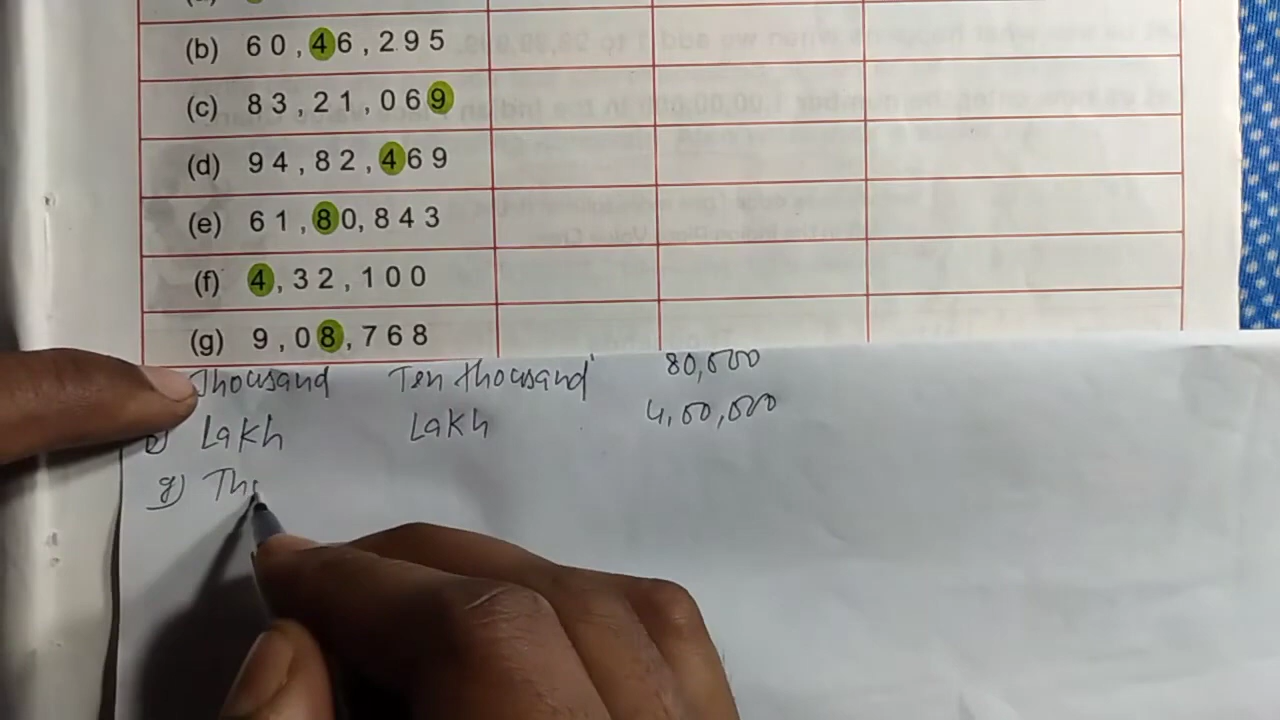 (b) 60,46,295
(c) 83,21,069
(d) 94,82,469
(e) 61,80,843
(f) 4,32,100
(g) 9,08,768
Thousand Ten thousand 80,000
Lakh Lakh 4,00,000
g) Tho